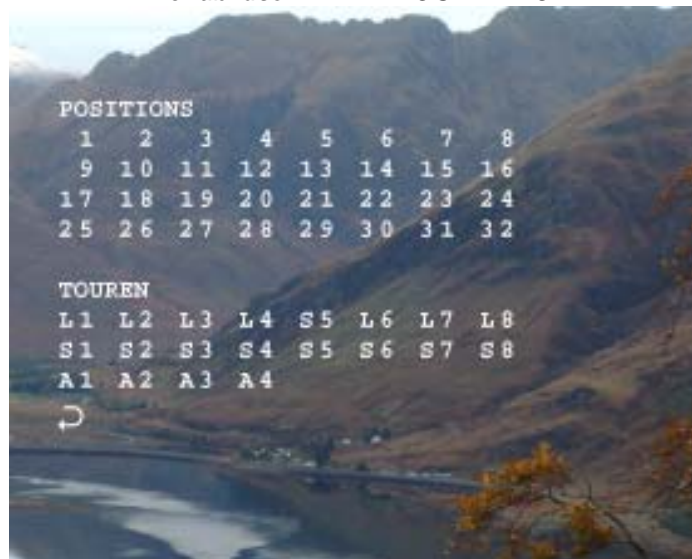 POSITIONS
1 2 3 4 5 6 7 8
9 10 11 12 13 14 15 16
17 18 19 20 21 22 23 24
25 26 27 28 29 30 31 32
TOUREN
L1 L2 L3 L4 S5 L6 L7 L8
S1 S2 S3 S4 S5 S6 S7 S8
A1 A2 A3 A4